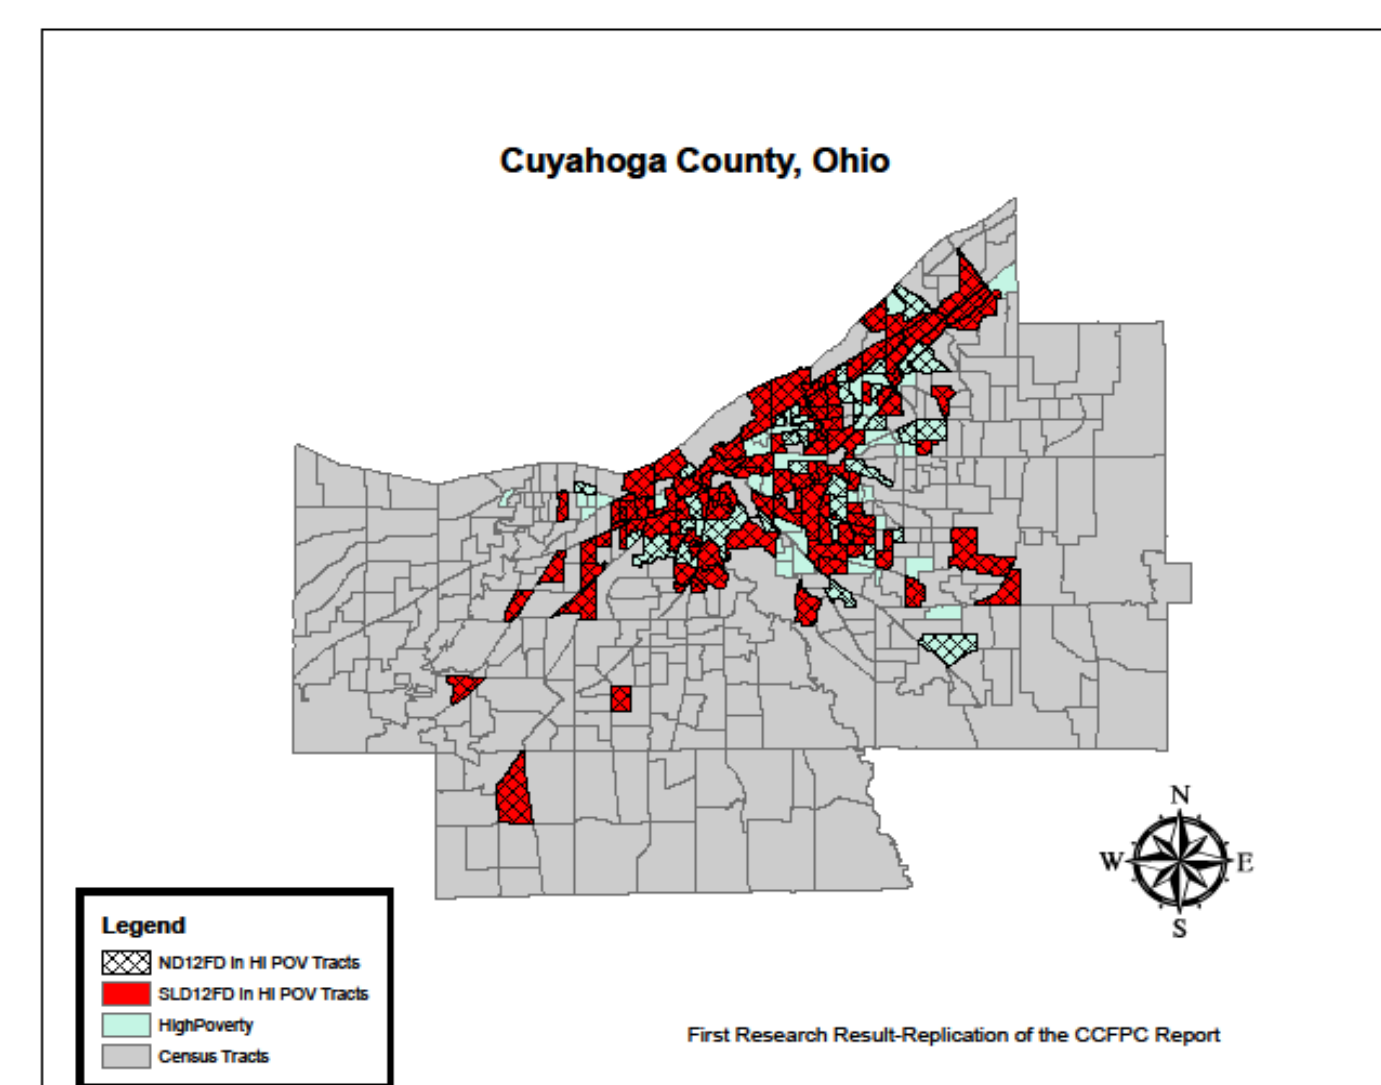 Cuyahoga County, Ohio
N
W
E
S
Legend
ND12FD In HI POV Tracts
SLD12FD In HI POV Tracts
HighPoverty
Census Tracts
First Research Result-Replication of the CCFPC Report